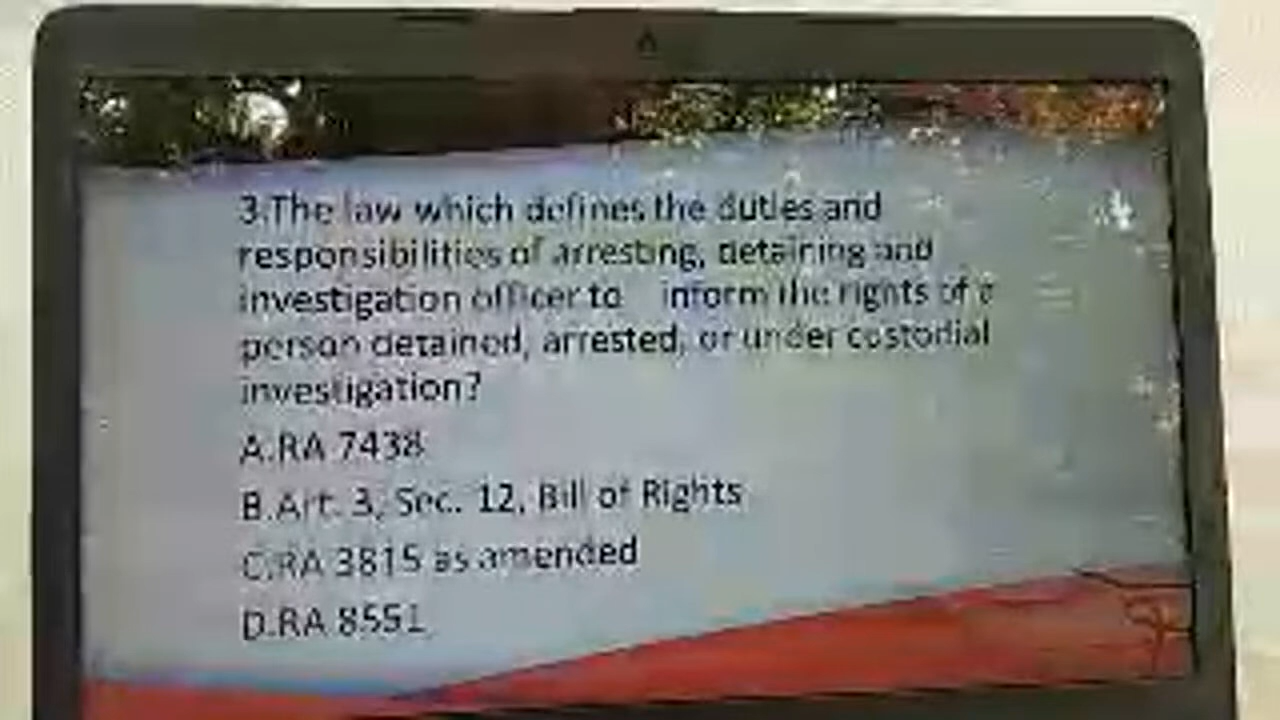 3.The law which defines the duties and
responsibilities of arresting, detaining and
investigation officer to inform the rights of a
person detained, arrested, or under custodial
investigation?
A.RA 7438
B.Art. 3, Sec. 12, Bill of Rights
C.RA 3815 as amended
D.RA 8551